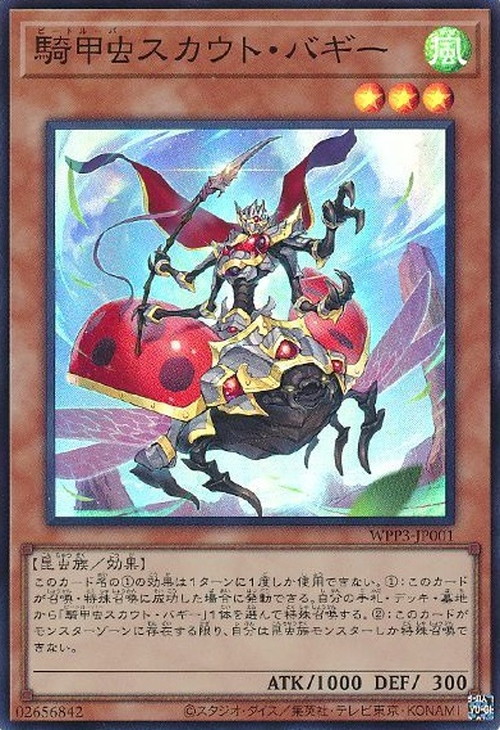 ビートルーパー
騎甲虫スカウト・バギー
風
WPP3-JP001
【昆虫族／効果】
このカード名の①の効果は１ターンに１度しか使用できない。①：このカード
が召喚・特殊召喚に成功した場合に発動できる。自分の手札・デッキ・墓地
から「騎甲虫スカウト・バギー」１体を選んで特殊召喚する。②：このカードが
モンスターゾーンに存在する限り、自分は昆虫族モンスターしか特殊召喚で
きない。
ATK/1000 DEF/ 300
02656842 ©スタジオ・ダイス／集英社・テレビ東京・KONAMI